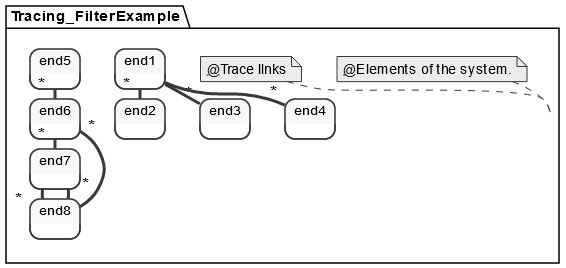 Tracing_FilterExample
end5
end1
@Trace lInks
@Elements of the system.
*
*
*
*
end6
end2
end3
end4
*
*
end7
*
*
end8